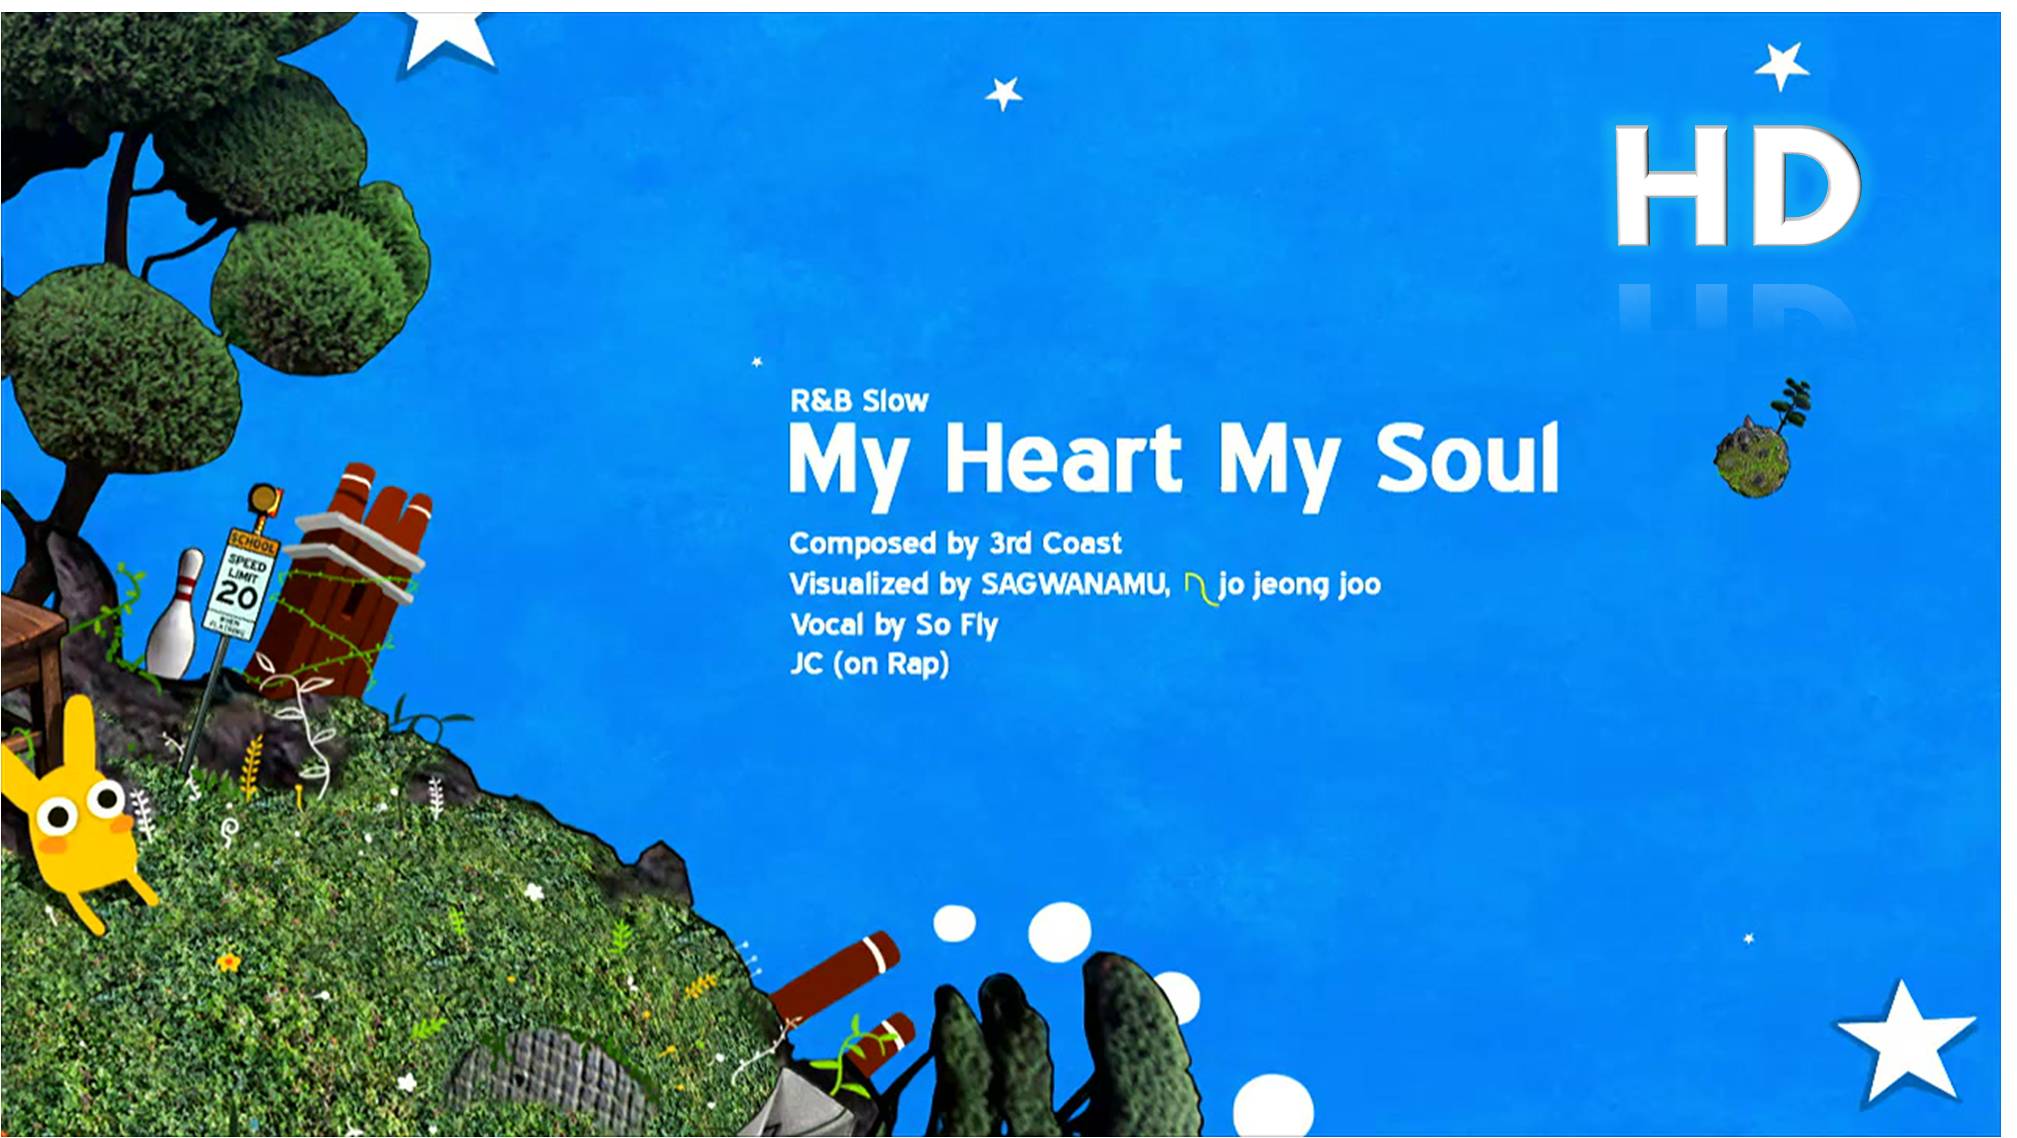 HD
R&B Slow
My Heart My Soul
Composed by 3rd Coast
Visualized by SAGWANAMU, jo jeong joo
Vocal by So Fly
JC (on Rap)
SCHOOL
SPEED
LIMIT
20
WHEN
FLASHING